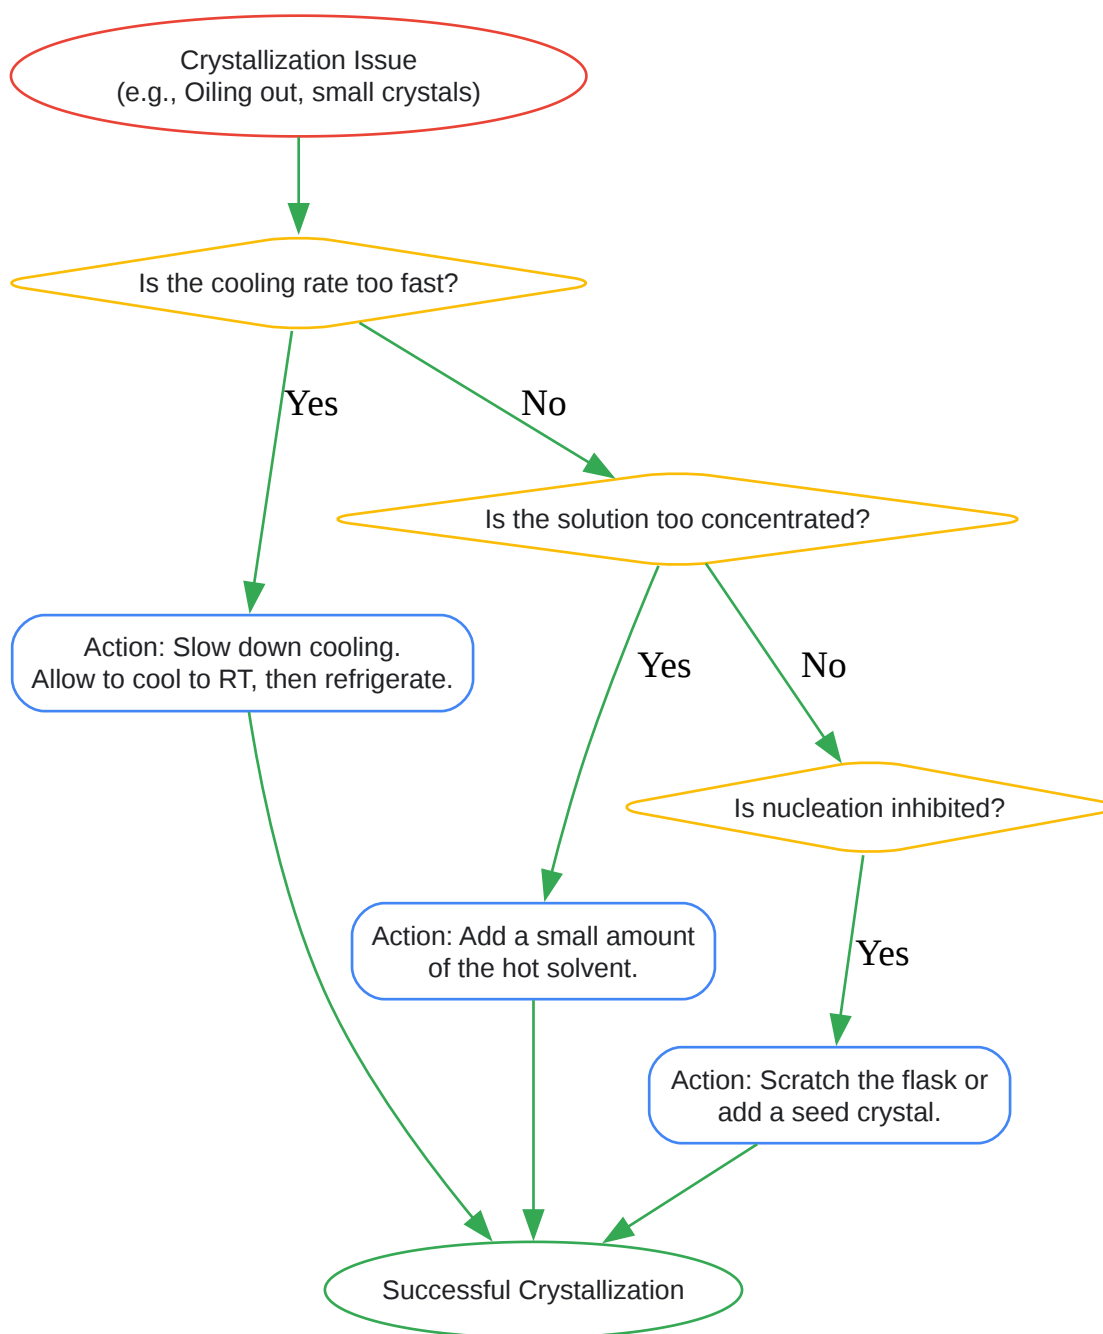 Crystallization Issue
(e.g., Oiling out, small crystals)
Is the cooling rate too fast?
Yes
No
Is the solution too concentrated?
Action: Slow down cooling.
Allow to cool to RT, then refrigerate.
Yes
No
Is nucleation inhibited?
Action: Add a small amount
of the hot solvent.
Yes
Action: Scratch the flask or
add a seed crystal.
Successful Crystallization